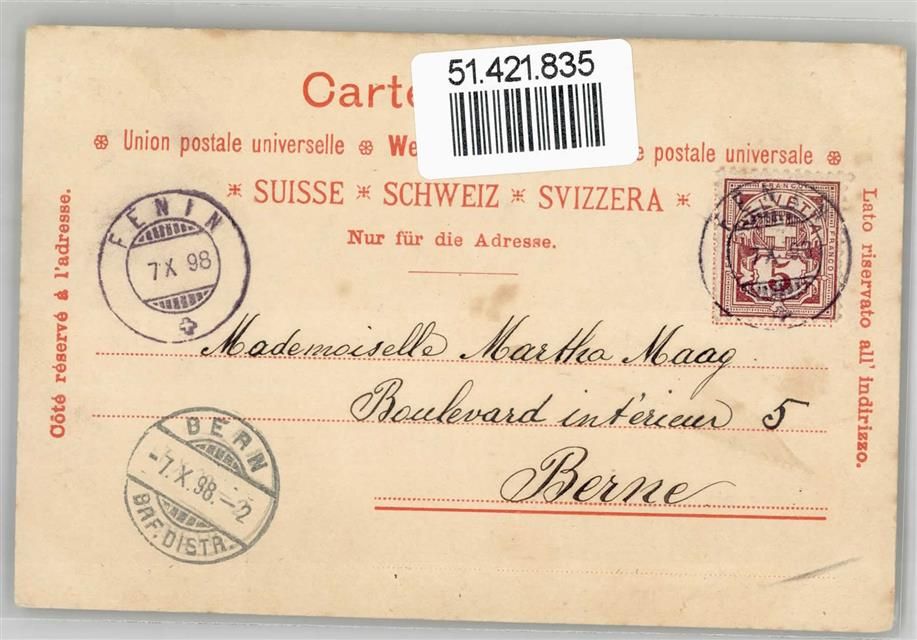 51.421.835
Carte
Union postale universelle We e postale universale
SUISSE * SCHWEIZ * SVIZZERA *
Nur für die Adresse.
Côté réservé à l'adresse.
Lato riservato all' indirizzo.
FENIN
7 X 98
HELVETIA
FRANCO
5
Mademoiselle Martha Maag
Boulevard intérieur 5
Berne
BERN
-7.X.98.-2
BRF.DISTR.